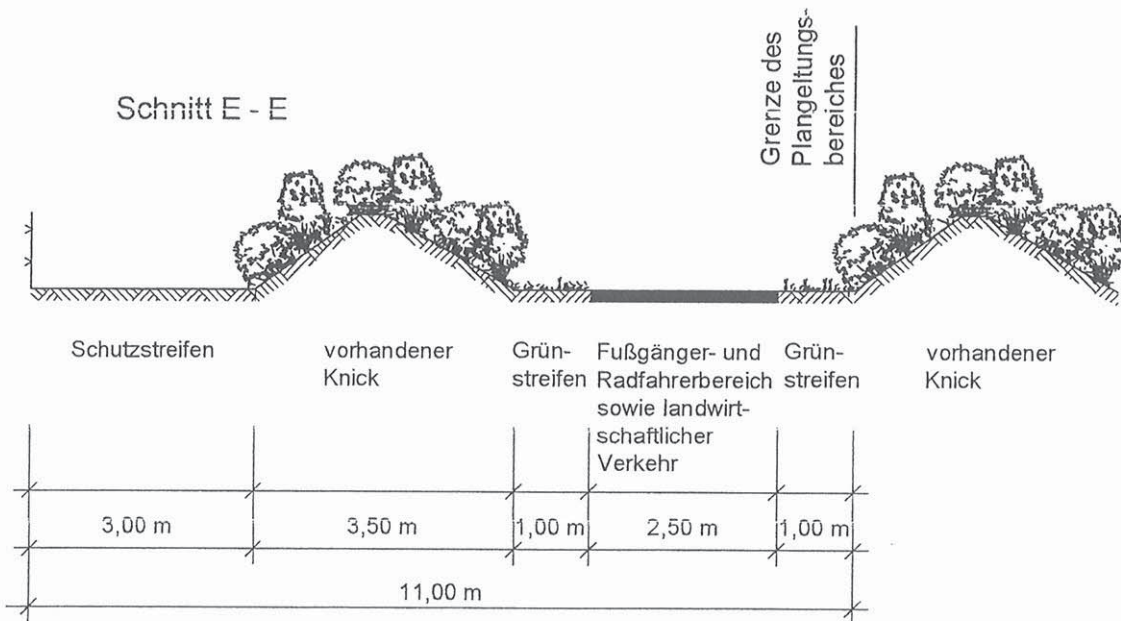 Schnitt E - E
Grenze des
Plangeltungs-
bereiches
Schutzstreifen
vorhandener
Knick
Grün-
streifen
Fußgänger- und
Radfahrerbereich
sowie landwirt-
schaftlicher
Verkehr
Grün-
streifen
vorhandener
Knick
3,00 m
3,50 m
1,00 m
2,50 m
1,00 m
11,00 m